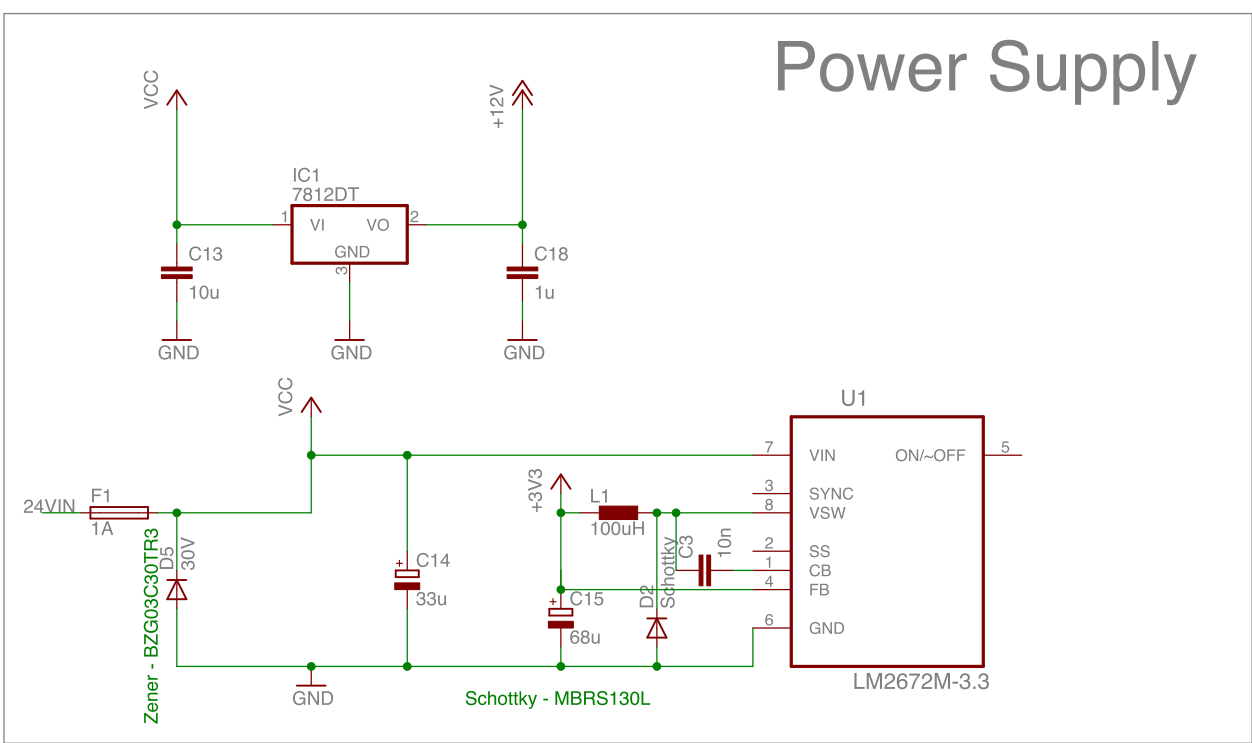 Power Supply
VCC
+12V
IC1
7812DT
1
VI
VO
2
GND
3
C13
10u
C18
1u
GND
GND
GND
VCC
U1
7
VIN
ON/~OFF
5
+3V3
3
SYNC
24VIN
F1
1A
L1
100uH
8
VSW
D5
30V
Zener - BZG03C30TR3
C14
33u
C3
10n
2
SS
1
CB
4
FB
C15
68u
D2
Schottky
6
GND
GND
Schottky - MBRS130L
LM2672M-3.3
+
+